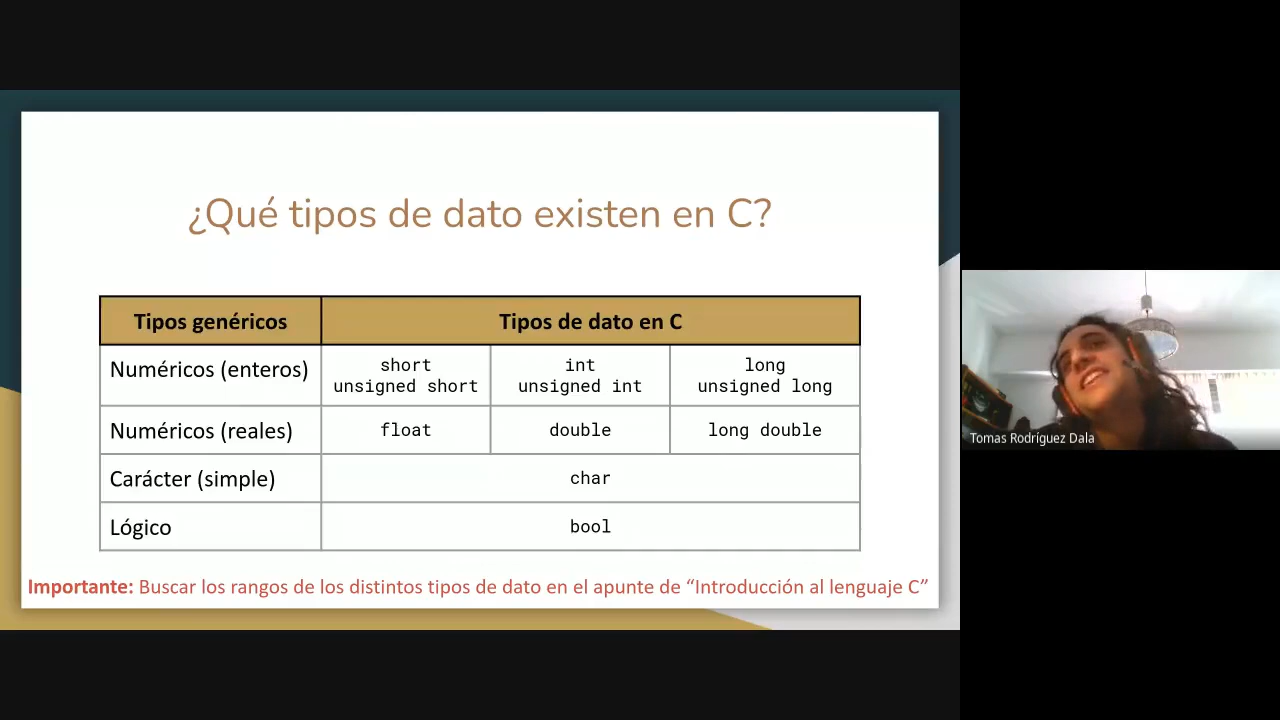 ¿Qué tipos de dato existen en C?
Tipos genéricos
Tipos de dato en C
Numéricos (enteros)
short
unsigned short
int
unsigned int
long
unsigned long
Numéricos (reales)
float
double
long double
Carácter (simple)
char
Lógico
bool
Importante: Buscar los rangos de los distintos tipos de dato en el apunte de “Introducción al lenguaje C”
Tomas Rodríguez Dala